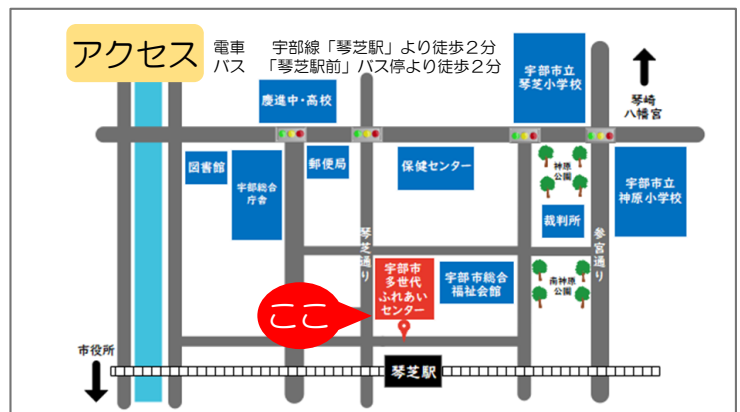 アクセス
電車　宇部線「琴芝駅」より徒歩２分
バス　「琴芝駅前」バス停より徒歩２分
宇部市立
琴芝小学校
琴崎
八幡宮
慶進中・高校
図書館
宇部総合
庁舎
郵便局
保健センター
神原
公園
宇部市立
神原小学校
裁判所
琴芝通り
参宮通り
宇部市
多世代
ふれあい
センター
宇部市総合
福祉会館
南神原
公園
ここ
市役所
琴芝駅